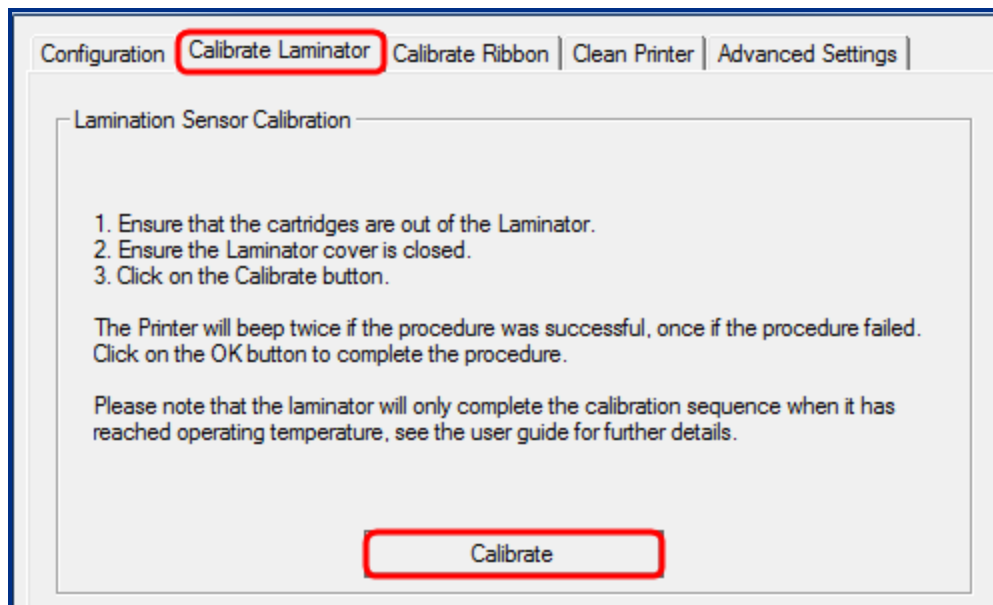 Configuration Calibrate Laminator Calibrate Ribbon Clean Printer Advanced Settings
Lamination Sensor Calibration
1. Ensure that the cartridges are out of the Laminator.
2. Ensure the Laminator cover is closed.
3. Click on the Calibrate button.
The Printer will beep twice if the procedure was successful, once if the procedure failed.
Click on the OK button to complete the procedure.
Please note that the laminator will only complete the calibration sequence when it has
reached operating temperature, see the user guide for further details.
Calibrate